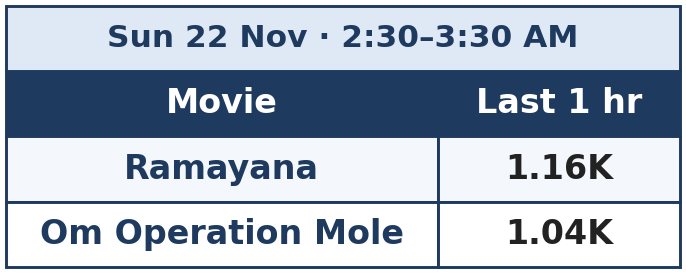 Sun 22 Nov · 2:30–3:30 AM
Movie Last 1 hr
Ramayana 1.16K
Om Operation Mole 1.04K